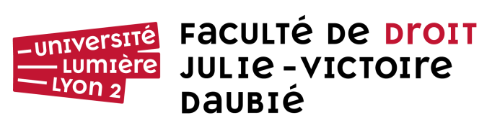 université
Lumière
Lyon 2
Faculté de Droit
Julie-Victoire
Daubié